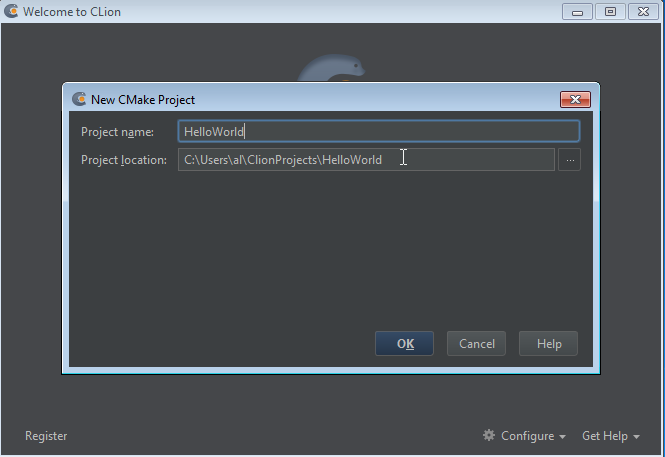 Welcome to CLion
New CMake Project
Project name: HelloWorld
Project location: C:\Users\al\ClionProjects\HelloWorld ...
OK Cancel Help
Register Configure Get Help